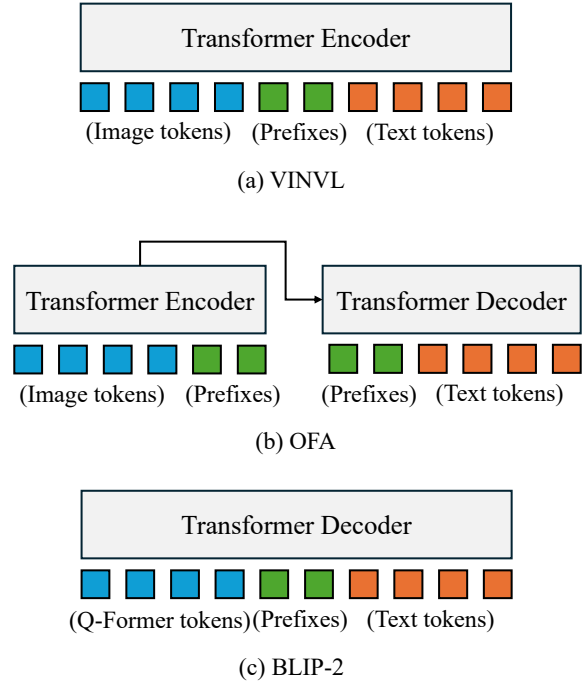 Transformer Encoder
(Image tokens) (Prefixes) (Text tokens)
(a) VINVL
Transformer Encoder Transformer Decoder
(Image tokens) (Prefixes) (Prefixes) (Text tokens)
(b) OFA
Transformer Decoder
(Q-Former tokens) (Prefixes) (Text tokens)
(c) BLIP-2